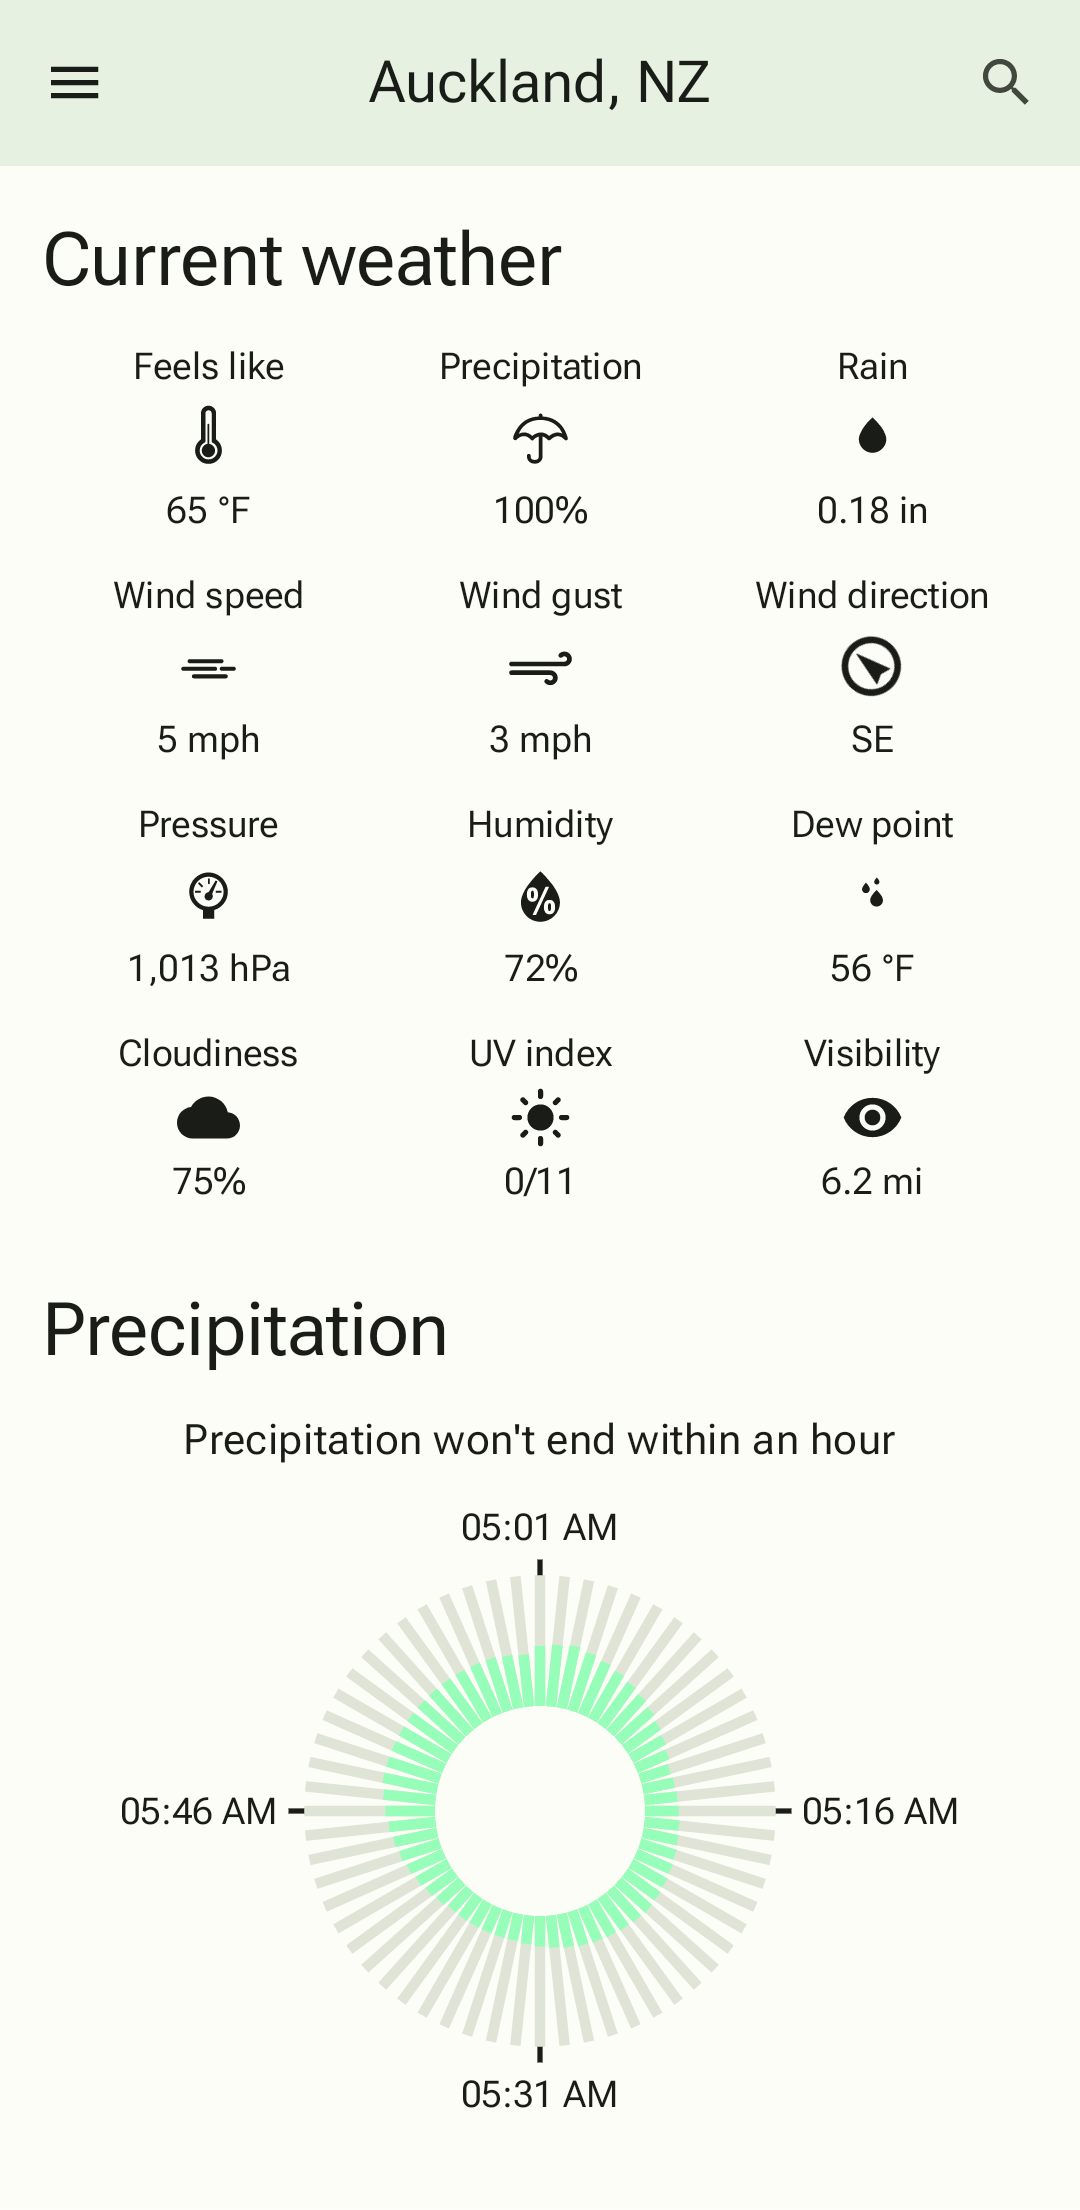 Auckland, NZ
Current weather
Feels like Precipitation Rain
65 °F 100% 0.18 in
Wind speed Wind gust Wind direction
5 mph 3 mph SE
Pressure Humidity Dew point
%
1,013 hPa 72% 56 °F
Cloudiness UV index Visibility
75% 0/11 6.2 mi
Precipitation
Precipitation won't end within an hour
05:01 AM
05:46 AM 05:16 AM
05:31 AM